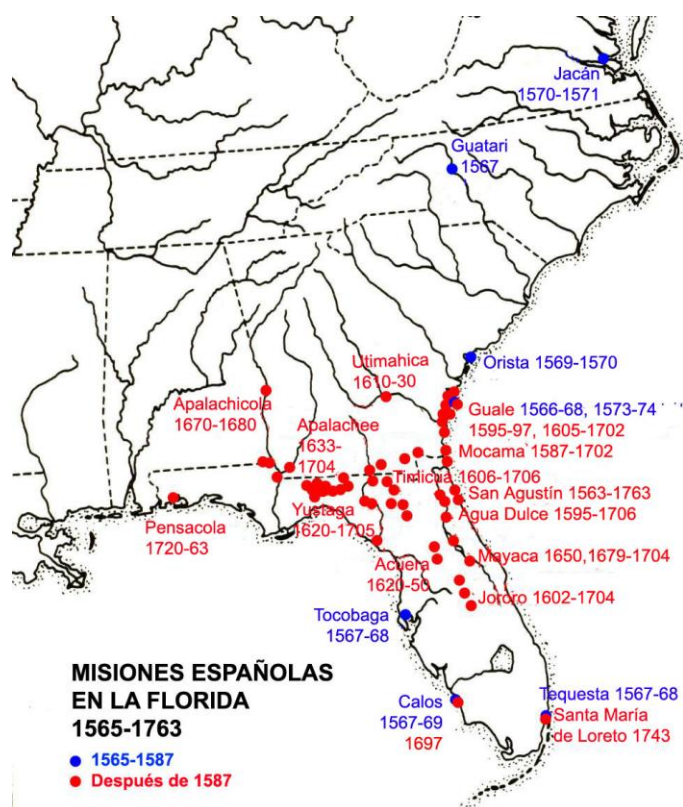 Jacán
1570-1571
Guatari
1567
Orista 1569-1570
Utimahica
1610-30
Apalachicola
1670-1680
Guale 1566-68, 1573-74
1595-97, 1605-1702
Apalachee
1633-
1704
Mocama 1587-1702
Timicua 1606-1706
San Agustín 1563-1763
Yustaga
1620-1705
Agua Dulce 1595-1706
Pensacola
1720-63
Mayaca 1650,1679-1704
Acuera
1620-50
Jororo 1602-1704
Tocobaga
1567-68
MISIONES ESPAÑOLAS
EN LA FLORIDA
1565-1763
Calos
1567-69
1697
Tequesta 1567-68
Santa María
de Loreto 1743
1565-1587
Después de 1587